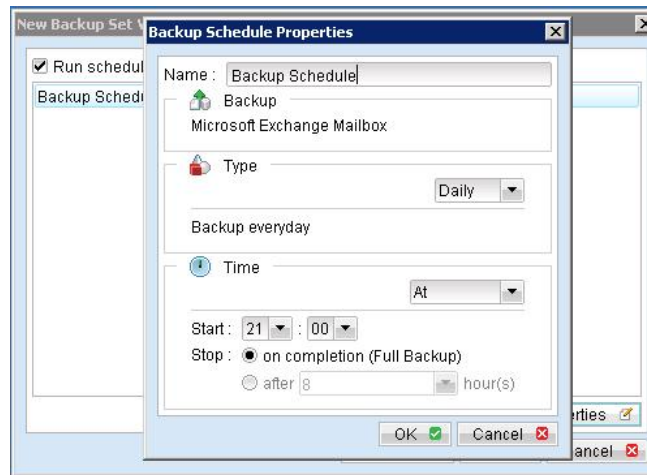 New Backup Set
Backup Schedule Properties
Run schedul
Name : Backup Schedule
Backup Schedu
Backup
Microsoft Exchange Mailbox
Type
Daily
Backup everyday
Time
At
Start : 21 : 00
Stop : on completion (Full Backup)
after 8 hour(s)
OK Cancel
rties
ancel